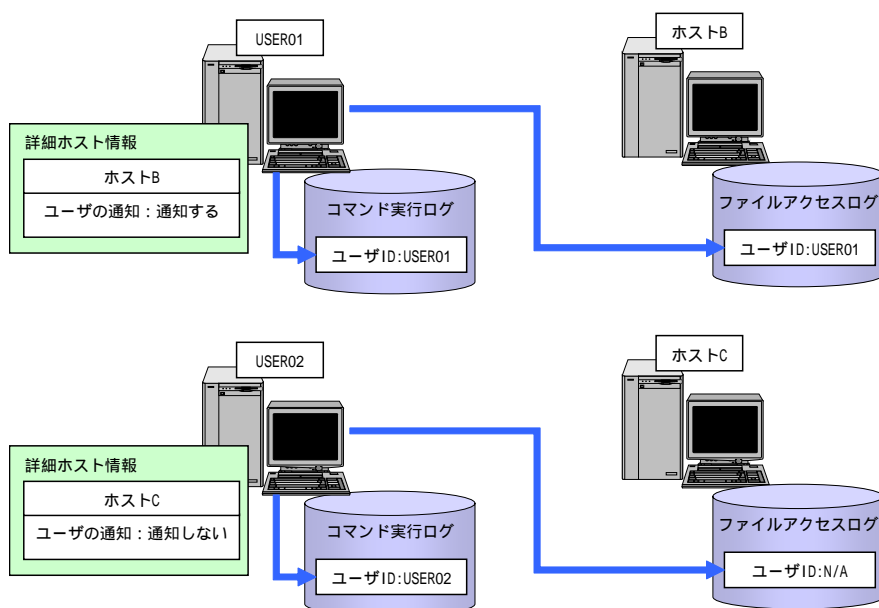 USER01
ホストB
詳細ホスト情報
ホストB
ユーザの通知：通知する
コマンド実行ログ
ユーザID:USER01
ファイルアクセスログ
ユーザID:USER01
USER02
ホストC
詳細ホスト情報
ホストC
ユーザの通知：通知しない
コマンド実行ログ
ユーザID:USER02
ファイルアクセスログ
ユーザID:N/A